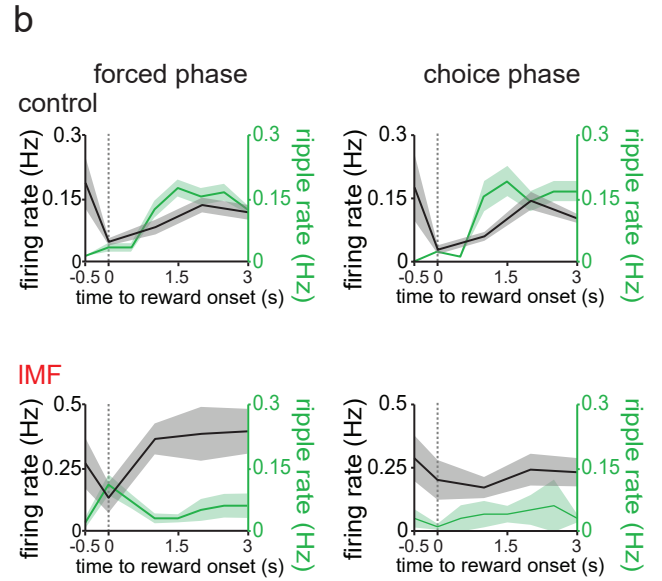 b
forced phase
choice phase
control
firing rate (Hz)
0.3
0.15
0
0.3
0.15
0
ripple rate (Hz)
-0.5 0 1.5 3
time to reward onset (s)
firing rate (Hz)
0.3
0.15
0
0.3
0.15
0
ripple rate (Hz)
-0.5 0 1.5 3
time to reward onset (s)
IMF
firing rate (Hz)
0.5
0.25
0
0.3
0.15
0
ripple rate (Hz)
-0.5 0 1.5 3
time to reward onset (s)
firing rate (Hz)
0.5
0.25
0
0.3
0.15
0
ripple rate (Hz)
-0.5 0 1.5 3
time to reward onset (s)